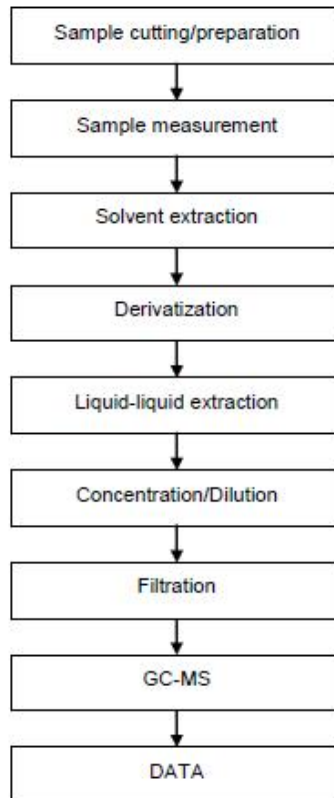 Sample cutting/preparation
Sample measurement
Solvent extraction
Derivatization
Liquid-liquid extraction
Concentration/Dilution
Filtration
GC-MS
DATA